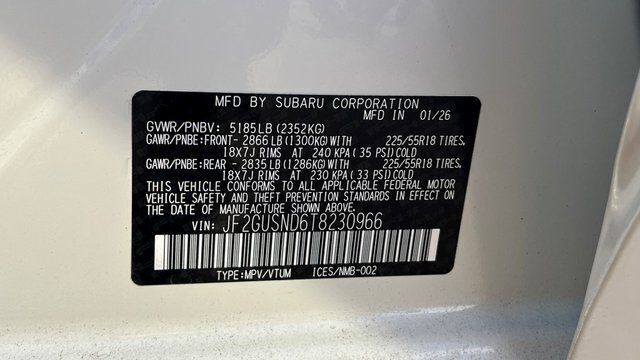 MFD BY SUBARU CORPORATION
MFD IN 01/26
GVWR/PNBV: 5185LB (2352KG)
GAWR/PNBE:FRONT- 2866LB (1300KG)WITH 225/55R18 TIRES.
18X7J RIMS AT 240 KPA (35 PSI)COLD
GAWR/PNBE:REAR - 2835LB (1286KG)WITH 225/55R18 TIRES.
18X7J RIMS AT 230 KPA (33 PSI)COLD
THIS VEHICLE CONFORMS TO ALL APPLICABLE FEDERAL MOTOR
VEHICLE SAFETY AND THEFT PREVENTION STANDARDS IN EFFECT ON
THE DATE OF MANUFACTURE SHOWN ABOVE.
VIN: JF2GUSND6T8230966
TYPE:MPV/VTUM ICES/NMB-002